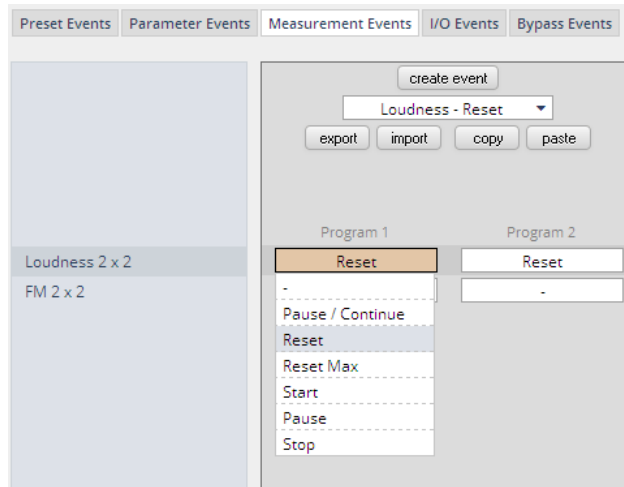 Preset Events Parameter Events Measurement Events I/O Events Bypass Events
create event
Loudness - Reset
export import copy paste
Program 1 Program 2
Loudness 2 x 2 Reset Reset
FM 2 x 2 - -
Pause / Continue
Reset
Reset Max
Start
Pause
Stop